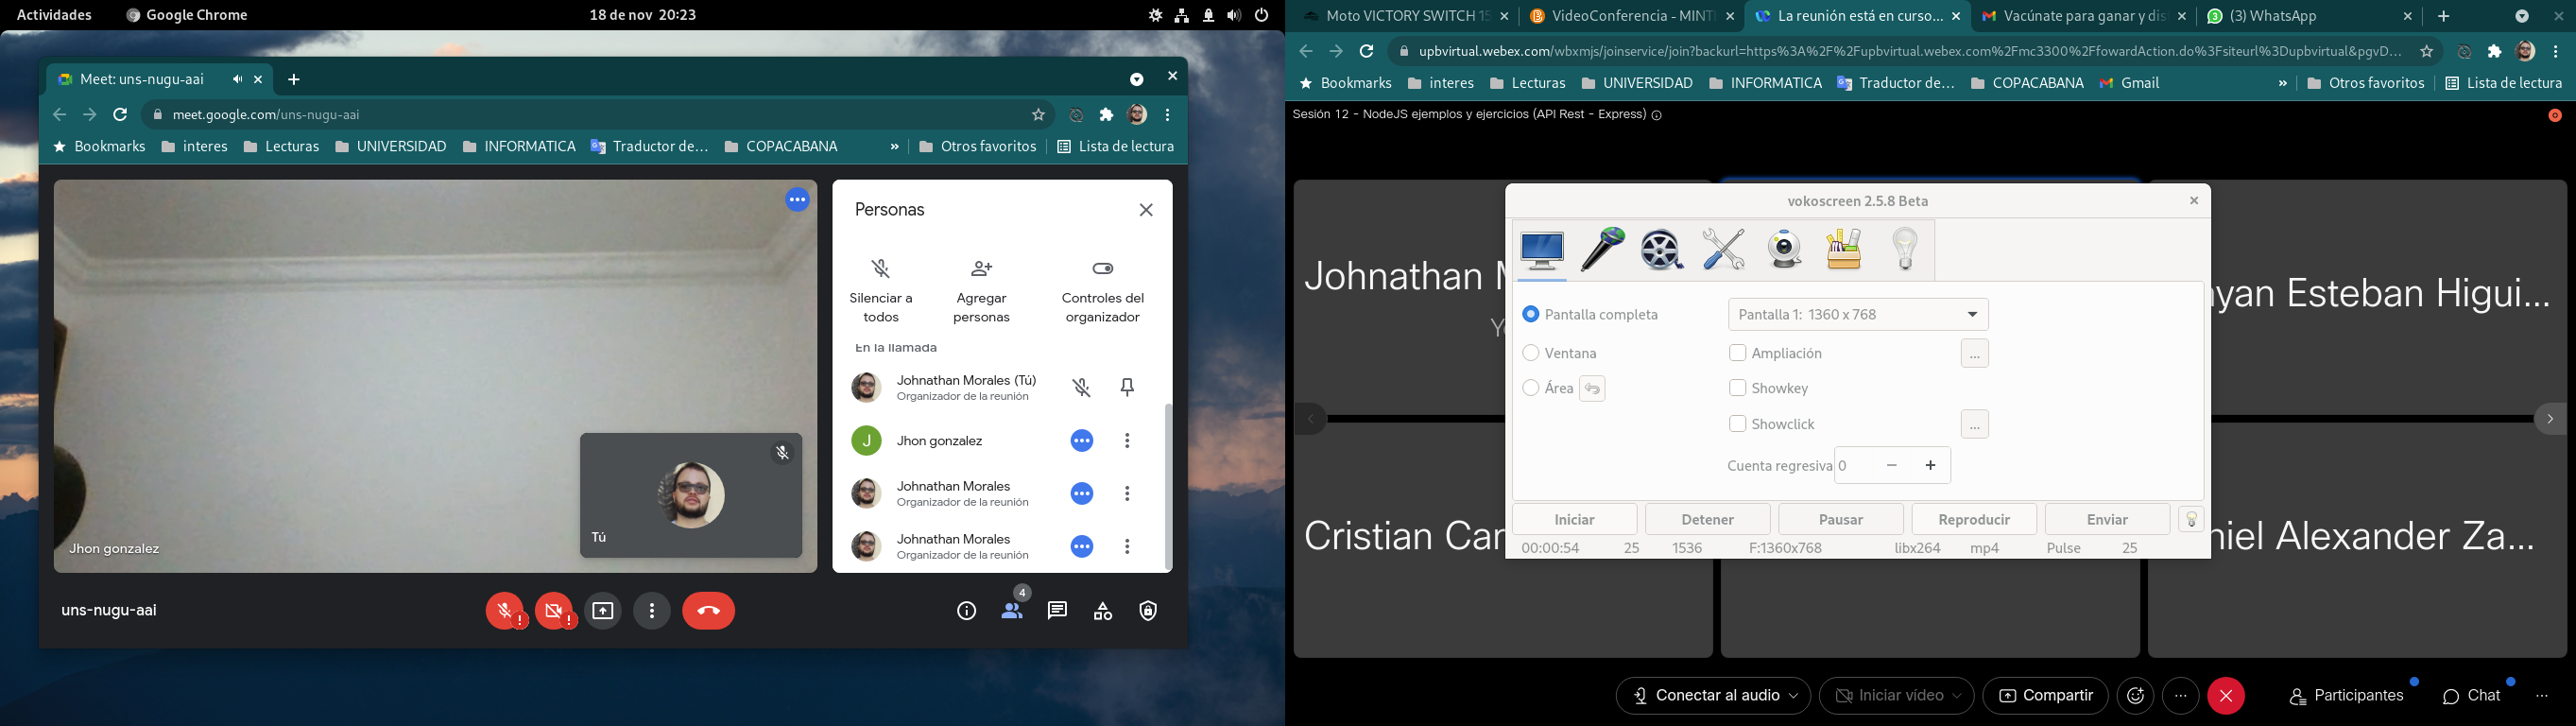 Actividades
Google Chrome
18 de nov 20:23
Meet: uns-nugu-aai
meet.google.com/uns-nugu-aai
Bookmarks
interes
Lecturas
UNIVERSIDAD
INFORMATICA
Traductor de...
COPACABANA
»
Otros favoritos
Lista de lectura
Jhon gonzalez
Tú
Personas
Silenciar a
todos
Agregar
personas
Controles del
organizador
En la llamada
Johnathan Morales (Tú)
Organizador de la reunión
J
Jhon gonzalez
Johnathan Morales
Organizador de la reunión
Johnathan Morales
Organizador de la reunión
uns-nugu-aai
4
Moto VICTORY SWITCH 15
VideoConferencia - MINT
La reunión está en curso...
Vacúnate para ganar y dis
(3) WhatsApp
upbvirtual.webex.com/wbxmjs/joinservice/join?backurl=https%3A%2F%2Fupbvirtual.webex.com%2Fmc3300%2FfowardAction.do%3Fsiteurl%3Dupbvirtual&pgvD...
Bookmarks
interes
Lecturas
UNIVERSIDAD
INFORMATICA
Traductor de...
COPACABANA
Gmail
»
Otros favoritos
Lista de lectura
Sesión 12 - NodeJS ejemplos y ejercicios (API Rest - Express)
Johnathan M
Yo
yan Esteban Higui...
Cristian Car
niel Alexander Za...
vokoscreen 2.5.8 Beta
Pantalla completa
Pantalla 1: 1360 x 768
Ventana
Ampliación
...
Área
Showkey
Showclick
...
Cuenta regresiva 0
Iniciar
Detener
Pausar
Reproducir
Enviar
00:00:54
25
1536
F:1360x768
libx264
mp4
Pulse
25
Conectar al audio
Iniciar vídeo
Compartir
Participantes
Chat